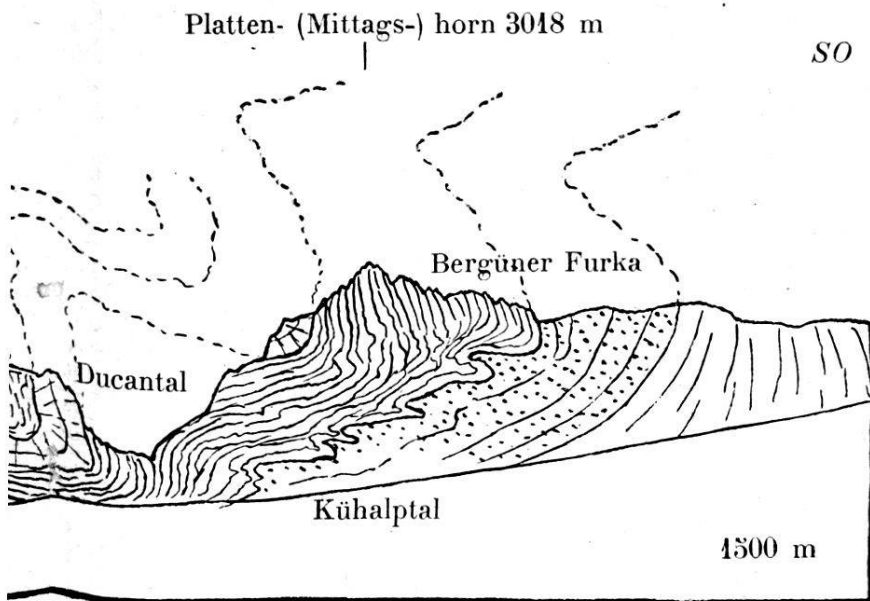 Platten- (Mittags-) horn 3018 m
SO
Bergüner Furka
Ducantal
Kühalptal
1500 m